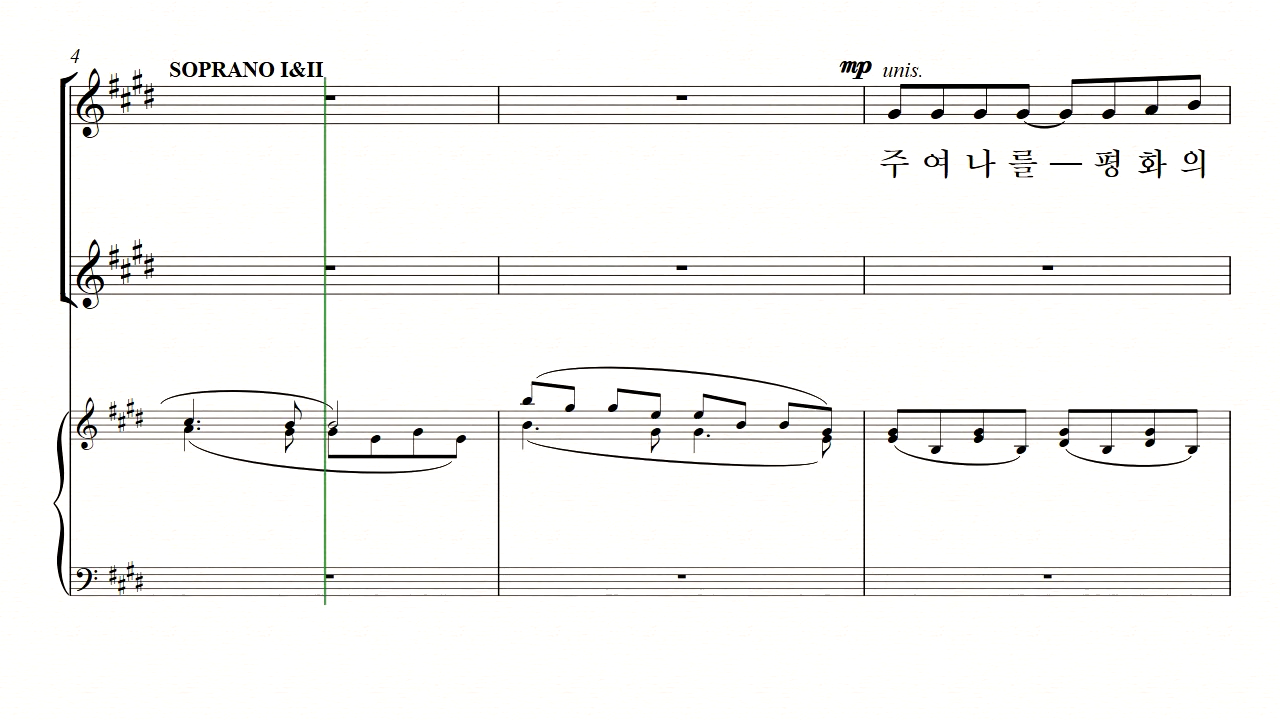 4
SOPRANO I&II
mp unis.
주 여 나 를 — 평 화 의